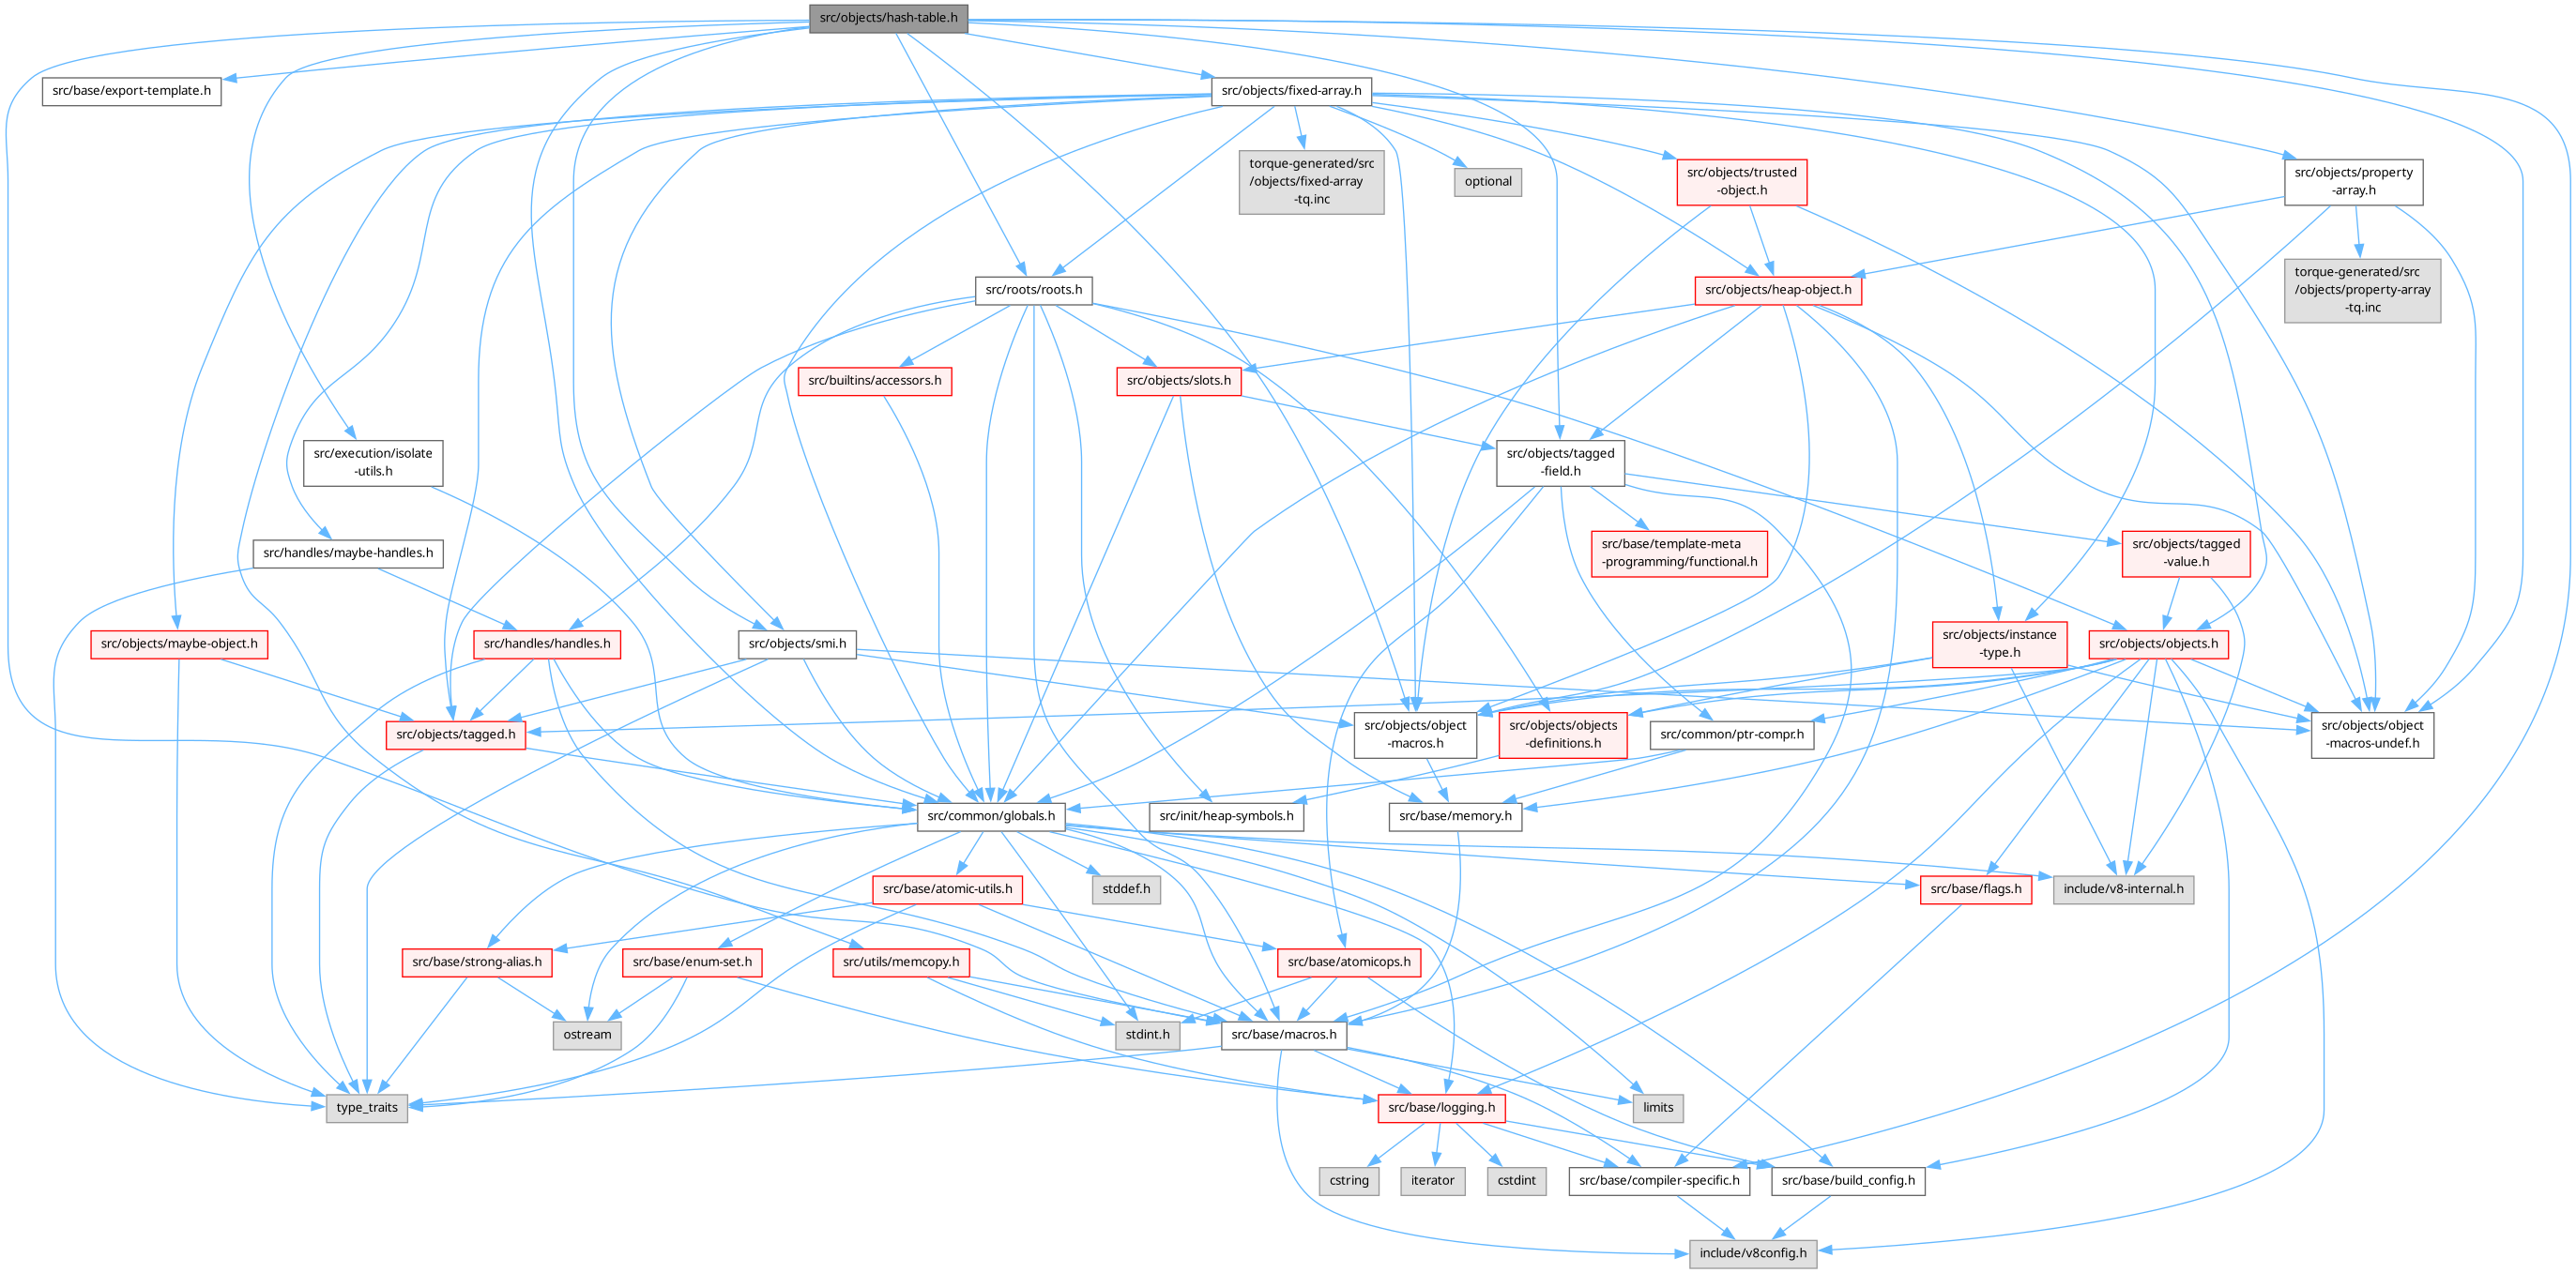 src/objects/hash-table.h
src/base/export-template.h
src/objects/fixed-array.h
torque-generated/src
/objects/fixed-array
-tq.inc
optional
src/objects/trusted
-object.h
src/objects/property
-array.h
src/roots/roots.h
src/objects/heap-object.h
torque-generated/src
/objects/property-array
-tq.inc
src/builtins/accessors.h
src/objects/slots.h
src/execution/isolate
-utils.h
src/objects/tagged
-field.h
src/handles/maybe-handles.h
src/base/template-meta
-programming/functional.h
src/objects/tagged
-value.h
src/objects/maybe-object.h
src/handles/handles.h
src/objects/smi.h
src/objects/instance
-type.h
src/objects/objects.h
src/objects/tagged.h
src/objects/object
-macros.h
src/objects/objects
-definitions.h
src/common/ptr-compr.h
src/objects/object
-macros-undef.h
src/common/globals.h
src/init/heap-symbols.h
src/base/memory.h
src/base/atomic-utils.h
stddef.h
src/base/flags.h
include/v8-internal.h
src/base/strong-alias.h
src/base/enum-set.h
src/utils/memcopy.h
src/base/atomicops.h
ostream
stdint.h
src/base/macros.h
type_traits
src/base/logging.h
limits
cstring
iterator
cstdint
src/base/compiler-specific.h
src/base/build_config.h
include/v8config.h